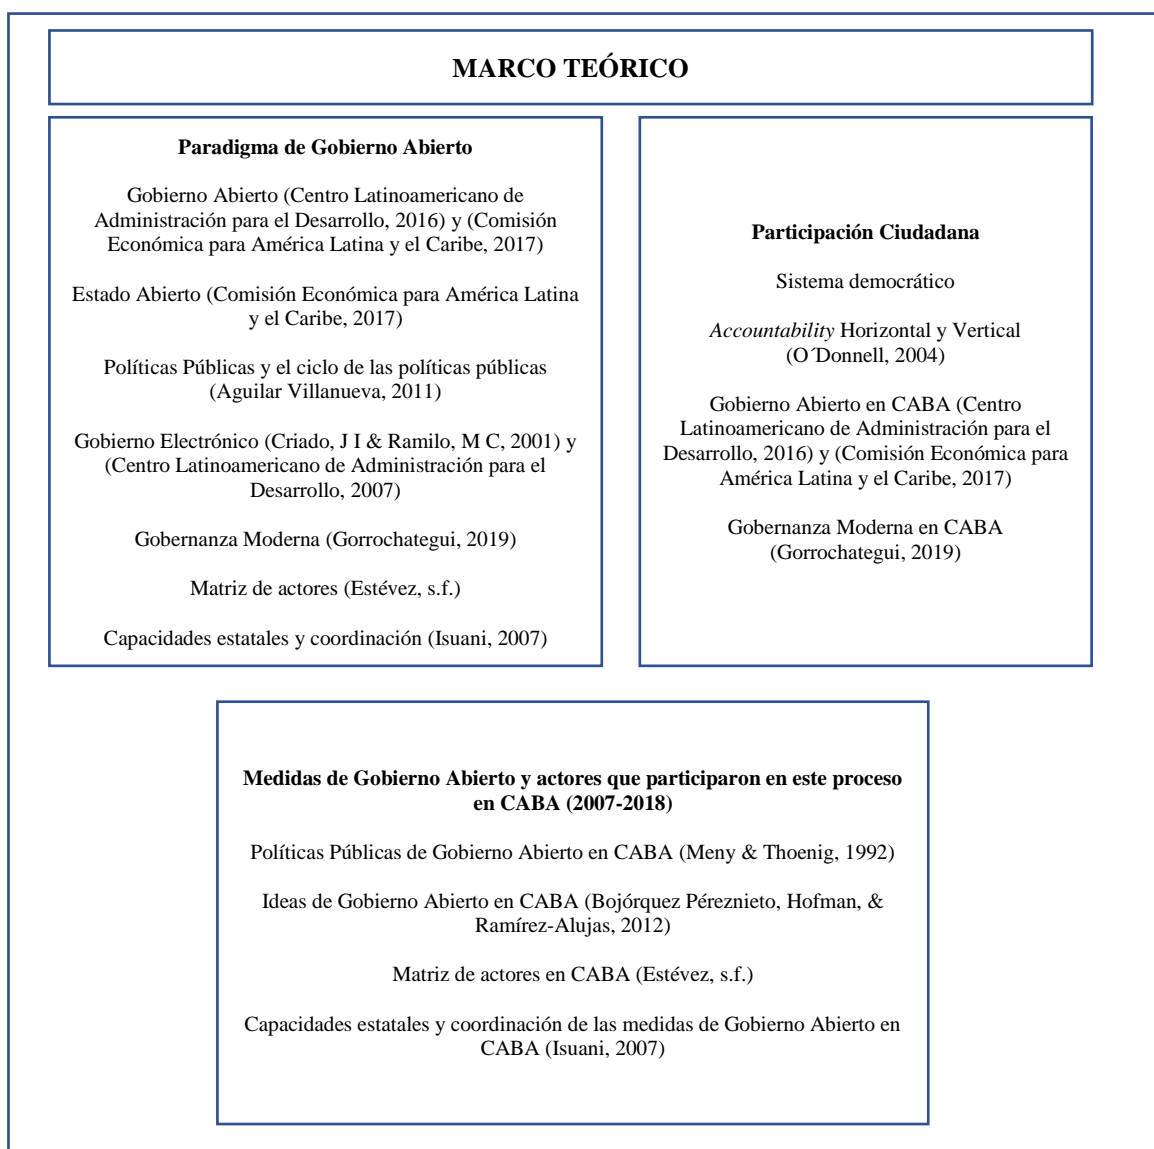 MARCO TEÓRICO
Paradigma de Gobierno Abierto
Gobierno Abierto (Centro Latinoamericano de
Administración para el Desarrollo, 2016) y (Comisión
Económica para América Latina y el Caribe, 2017)
Estado Abierto (Comisión Económica para América Latina
y el Caribe, 2017)
Políticas Públicas y el ciclo de las políticas públicas
(Aguilar Villanueva, 2011)
Gobierno Electrónico (Criado, J I & Ramilo, M C, 2001) y
(Centro Latinoamericano de Administración para el
Desarrollo, 2007)
Gobernanza Moderna (Gorrochategui, 2019)
Matriz de actores (Estévez, s.f.)
Capacidades estatales y coordinación (Isuani, 2007)
Participación Ciudadana
Sistema democrático
Accountability Horizontal y Vertical
(O´Donnell, 2004)
Gobierno Abierto en CABA (Centro
Latinoamericano de Administración para el
Desarrollo, 2016) y (Comisión Económica para
América Latina y el Caribe, 2017)
Gobernanza Moderna en CABA
(Gorrochategui, 2019)
Medidas de Gobierno Abierto y actores que participaron en este proceso
en CABA (2007-2018)
Políticas Públicas de Gobierno Abierto en CABA (Meny & Thoenig, 1992)
Ideas de Gobierno Abierto en CABA (Bojórquez Péreznieto, Hofman, &
Ramírez-Alujas, 2012)
Matriz de actores en CABA (Estévez, s.f.)
Capacidades estatales y coordinación de las medidas de Gobierno Abierto en
CABA (Isuani, 2007)